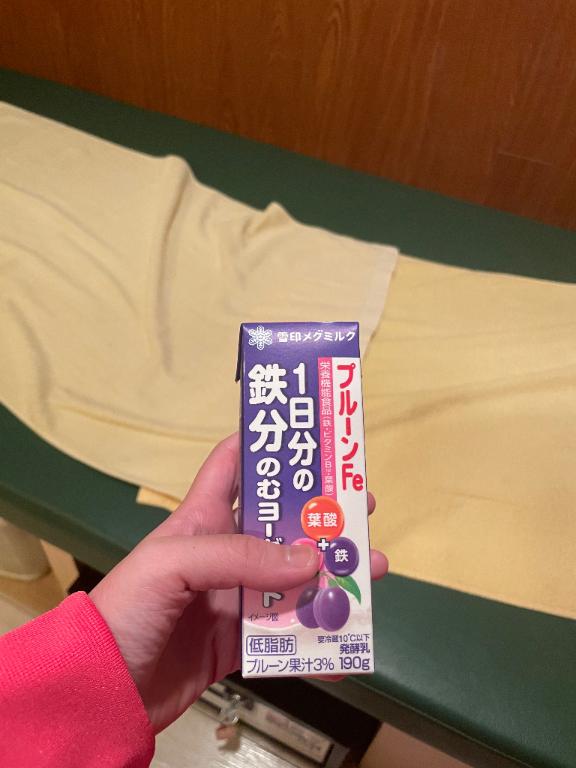 雪印メグミルク
プルーンFe
栄養機能食品(鉄・ビタミンB12・葉酸)
1日分の
鉄分のむヨー
ト
葉酸
+
鉄
イメージ図
低脂肪
要冷蔵10℃以下
発酵乳
プルーン果汁3% 190g